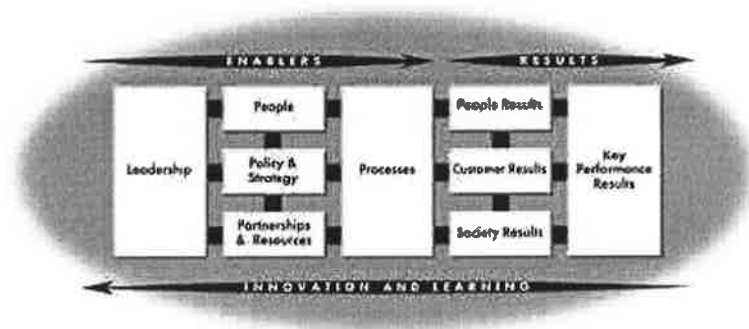 ENABLERS
RESULTS
People
People Results
Leadership
Policy &
Strategy
Processes
Customer Results
Key
Performance
Results
Partnerships
& Resources
Society Results
INNOVATION AND LEARNING